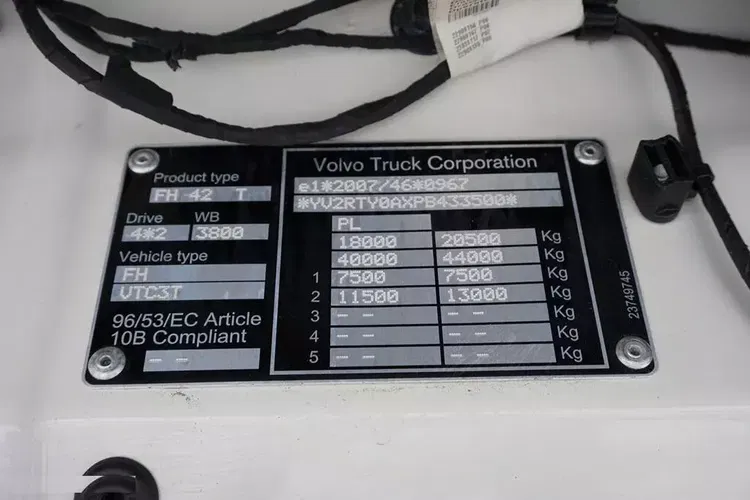 Product type
FH 42 T
Drive WB
4*2 3800
Vehicle type
FH
VTC3T
96/53/EC Article
10B Compliant
-- --
Volvo Truck Corporation
e1*2007/46*0967
*YV2RTY0AXPB433500*
PL
18000 20500 Kg
40000 44000 Kg
1 7500 7500 Kg
2 11500 13000 Kg
3 -- -- -- -- Kg
4 -- -- -- -- Kg
5 -- -- -- -- Kg
23749745